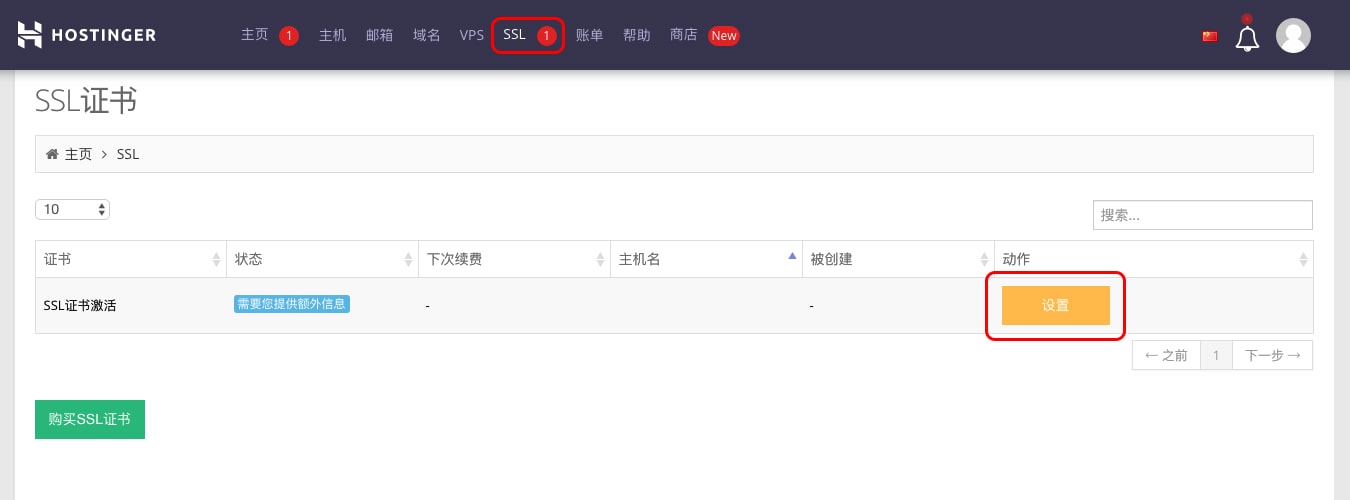 HOSTINGER 主页 1 主机 邮箱 域名 VPS SSL 1 账单 帮助 商店 New
SSL证书
主页 > SSL
10
搜索...
证书 状态 下次续费 主机名 被创建 动作
SSL证书激活 需要您提供额外信息 - - 设置
← 之前 1 下一步 →
购买SSL证书